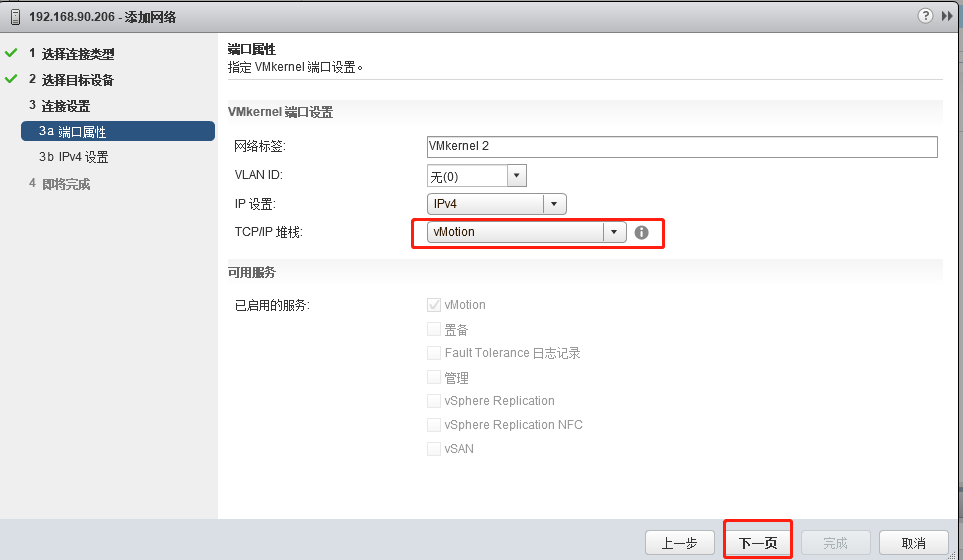 192.168.90.206 - 添加网络
1 选择连接类型
2 选择目标设备
3 连接设置
3a 端口属性
3b IPv4 设置
4 即将完成
端口属性
指定 VMkernel 端口设置。
VMkernel 端口设置
网络标签: VMkernel 2
VLAN ID: 无(0)
IP 设置: IPv4
TCP/IP 堆栈: vMotion
可用服务
已启用的服务: vMotion
置备
Fault Tolerance 日志记录
管理
vSphere Replication
vSphere Replication NFC
vSAN
上一步 下一页 完成 取消